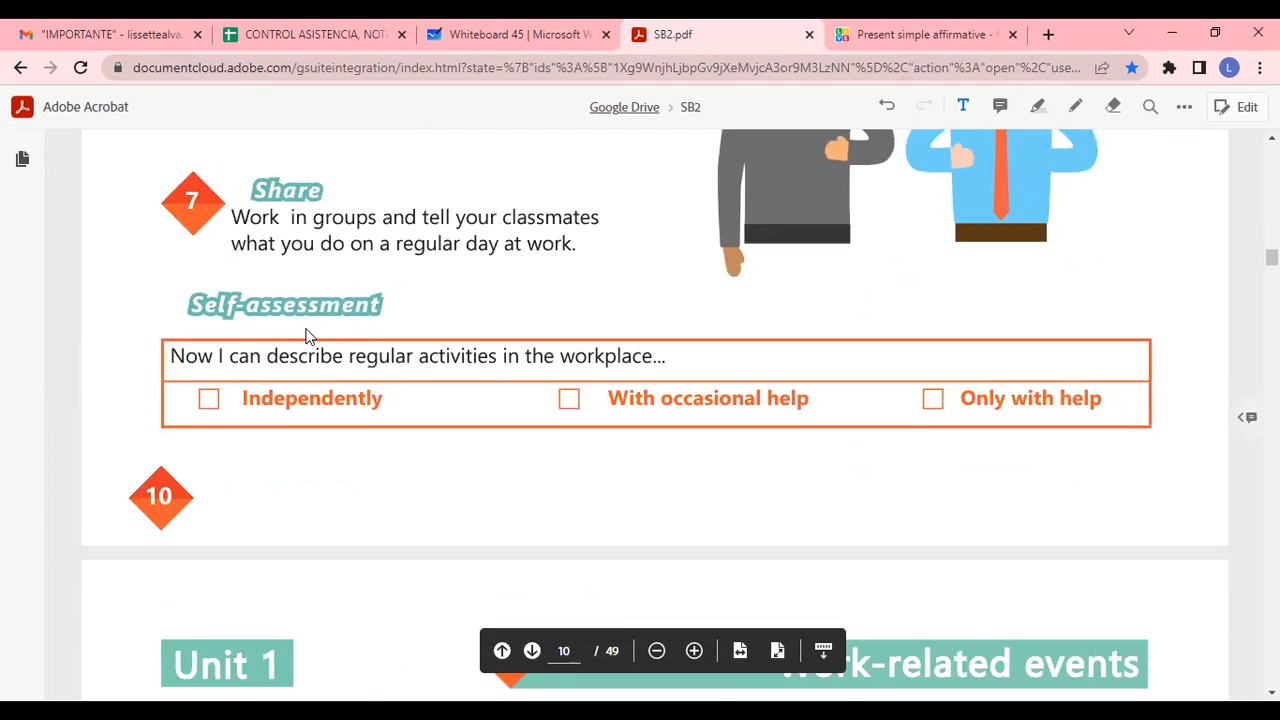 "IMPORTANTE" - lissettealva
CONTROL ASISTENCIA, NOT
Whiteboard 45 | Microsoft W
SB2.pdf
Present simple affirmative -
documentcloud.adobe.com/gsuiteintegration/index.html?state=%7B"ids"%3A%5B"1Xg9WnjhLjbpGv9jXeMvjcA3or9M3LzNN"%5D%2C"action"%3A"open"%2C"use...
L
Adobe Acrobat
Google Drive > SB2
T
Edit
7
Share
Work in groups and tell your classmates
what you do on a regular day at work.
Self-assessment
Now I can describe regular activities in the workplace...
Independently
With occasional help
Only with help
10
Unit 1
rk-related events
10 / 49